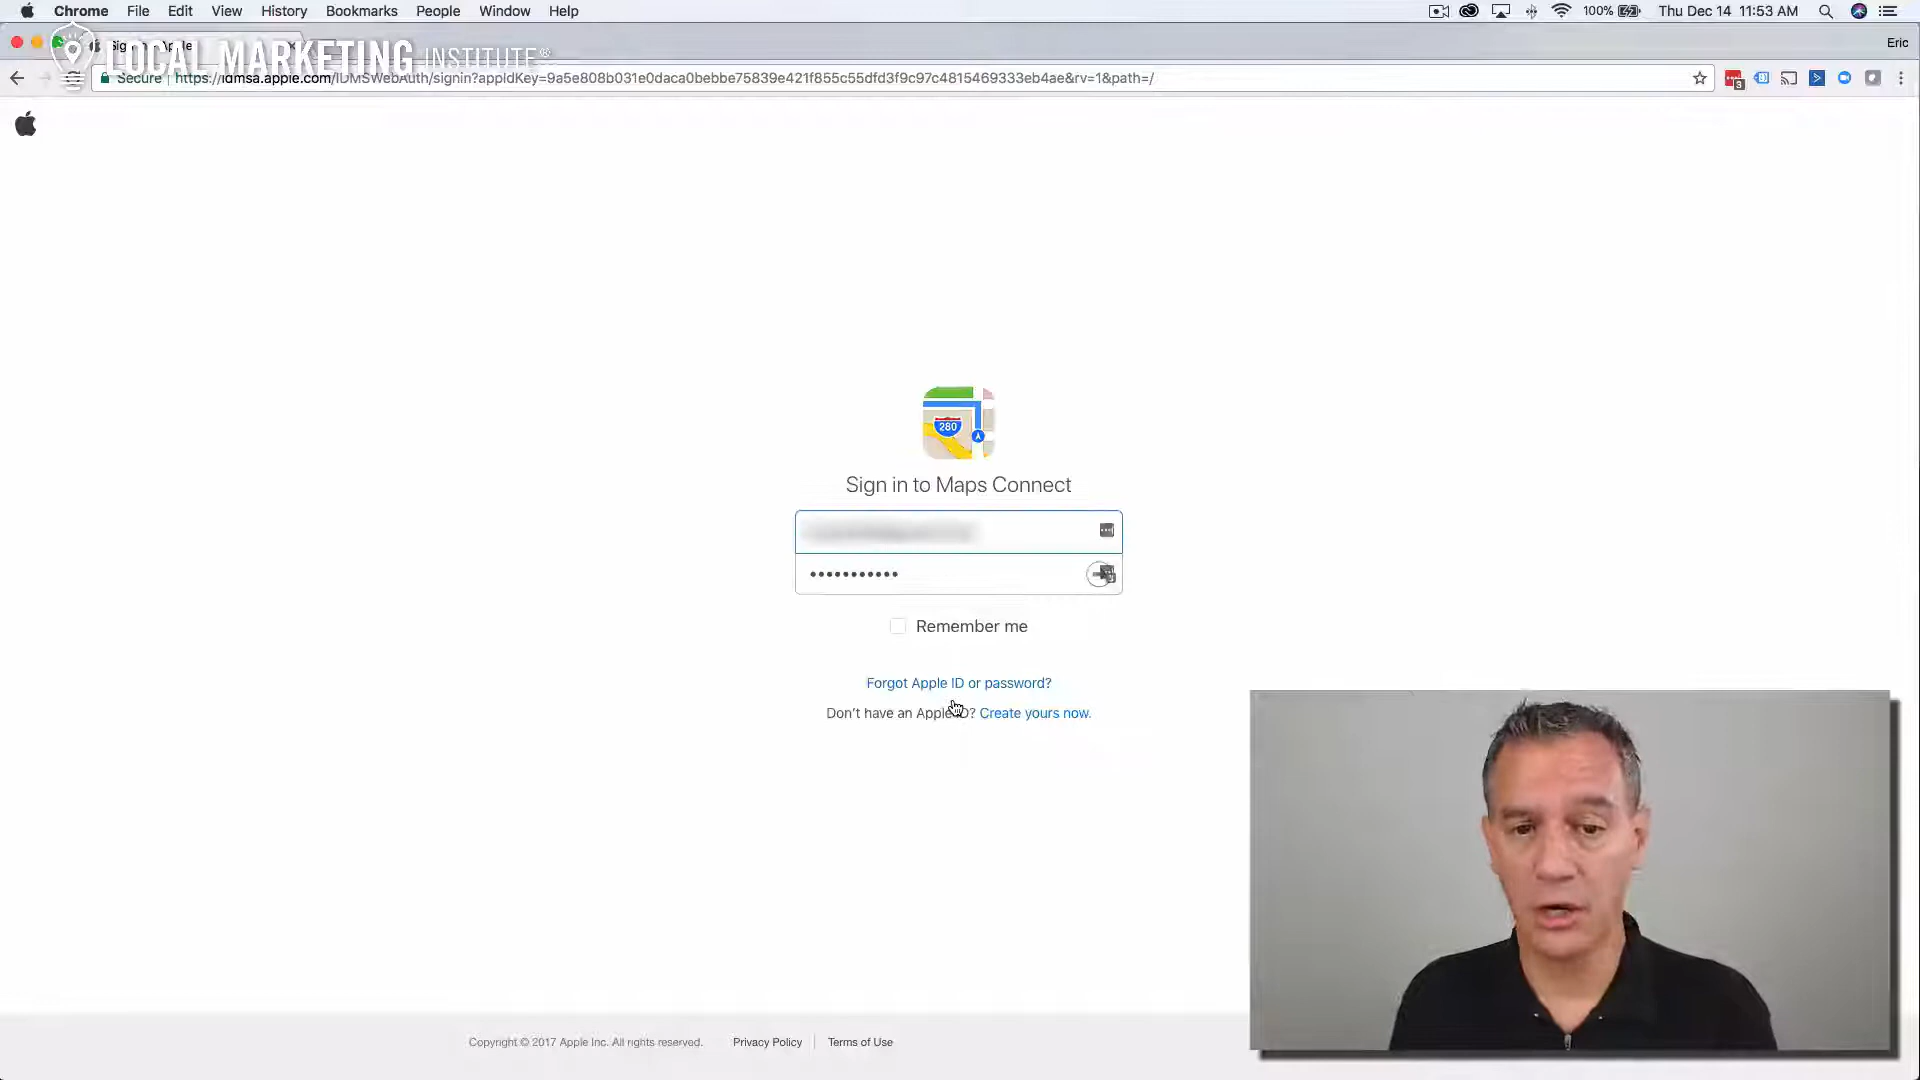 Chrome File Edit View History Bookmarks People Window Help 100% Thu Dec 14 11:53 AM
LOCAL MARKETING INSTITUTE®
Eric
Secure https://idmsa.apple.com/IDMSWebAuth/signin?appIdKey=9a5e808b031e0daca0bebbe75839e421f855c55dfd3f9c97c4815469333eb4ae&rv=1&path=/
3
280
Sign in to Maps Connect
Remember me
Forgot Apple ID or password?
Don't have an Apple ID? Create yours now.
Copyright © 2017 Apple Inc. All rights reserved. Privacy Policy Terms of Use